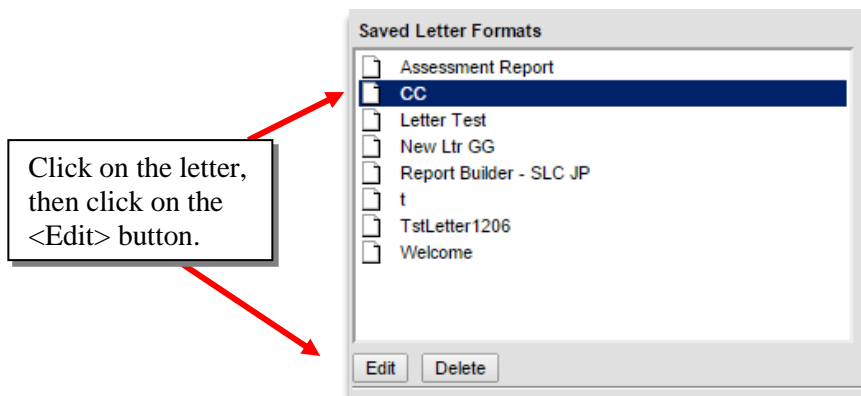 Saved Letter Formats
Assessment Report
CC
Letter Test
New Ltr GG
Report Builder - SLC JP
t
TstLetter1206
Welcome
Click on the letter,
then click on the
<Edit> button.
Edit Delete